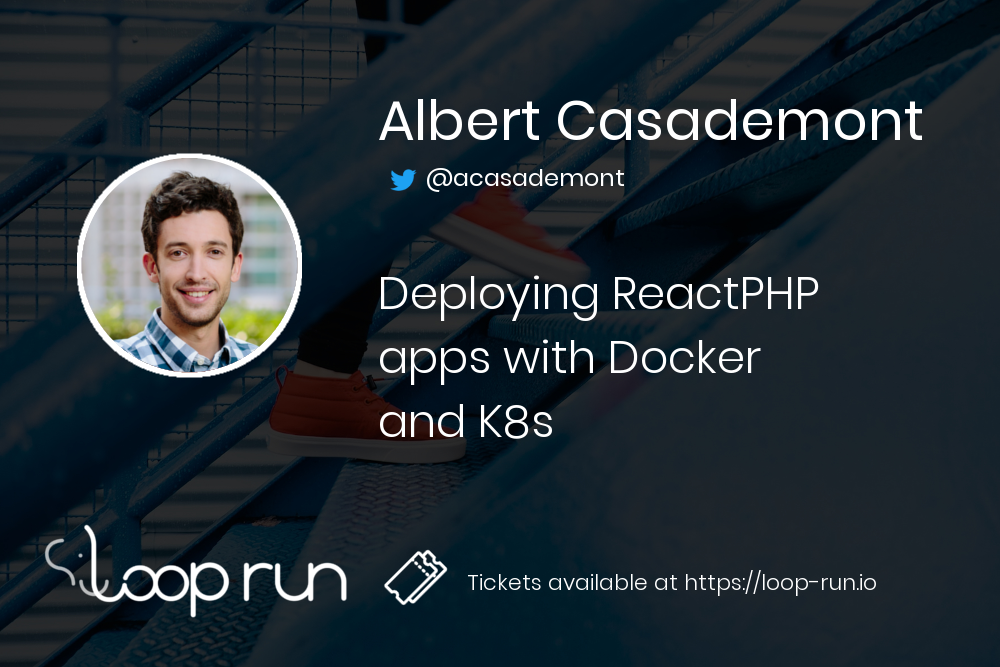 Albert Casademont
@acasademont
Deploying ReactPHP
apps with Docker
and K8s
loop run
Tickets available at https://loop-run.io